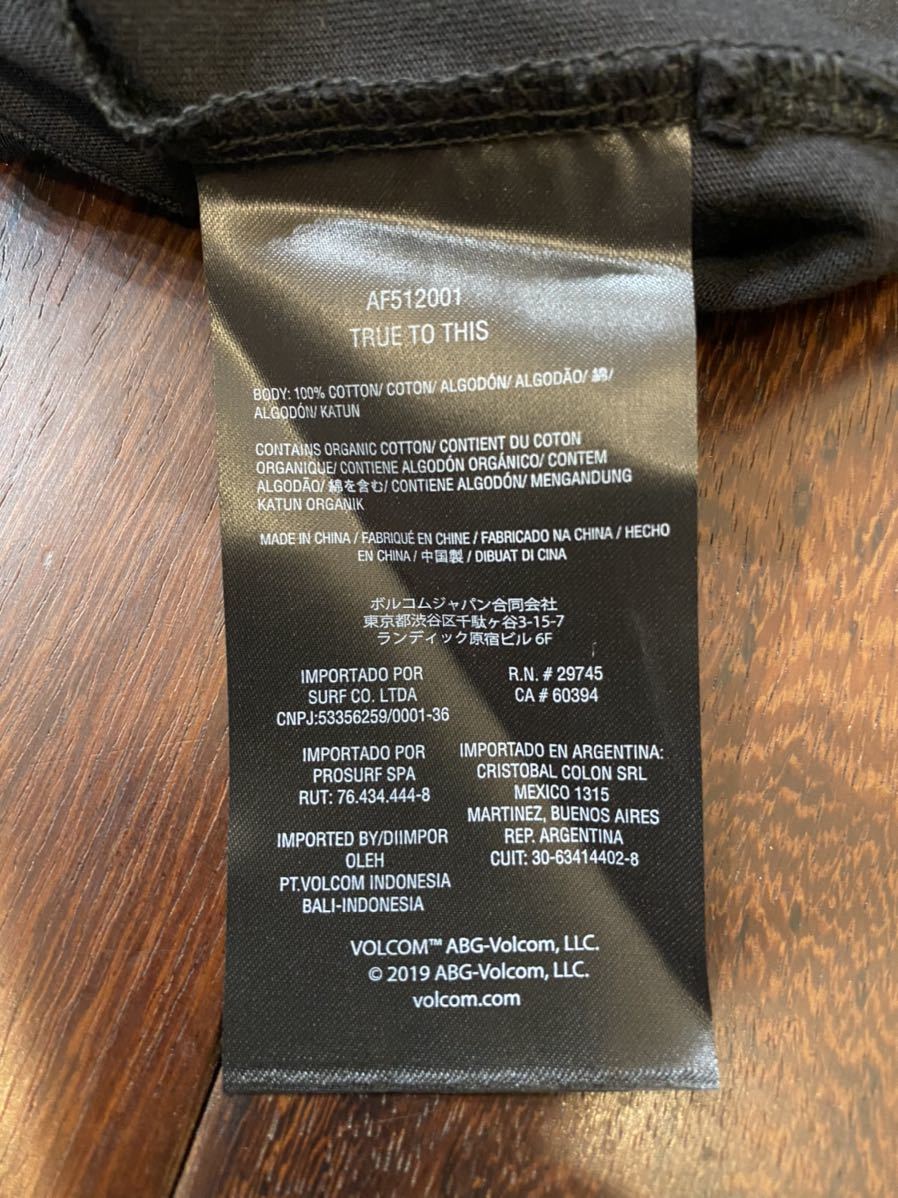 AF512001
TRUE TO THIS
BODY: 100% COTTON/ COTON/ ALGODÓN/ ALGODÃO/ 綿/
ALGODÓN/ KATUN
CONTAINS ORGANIC COTTON/ CONTIENT DU COTON
ORGANIQUE/ CONTIENE ALGODÓN ORGÁNICO/ CONTEM
ALGODÃO/ 綿を含む/ CONTIENE ALGODÓN/ MENGANDUNG
KATUN ORGANIK
MADE IN CHINA / FABRIQUÉ EN CHINE / FABRICADO NA CHINA / HECHO
EN CHINA / 中国製 / DIBUAT DI CINA
ボルコムジャパン合同会社
東京都渋谷区千駄ヶ谷3-15-7
ランディック原宿ビル 6F
IMPORTADO POR
SURF CO. LTDA
CNPJ:53356259/0001-36
R.N. # 29745
CA # 60394
IMPORTADO POR
PROSURF SPA
RUT: 76.434.444-8
IMPORTADO EN ARGENTINA:
CRISTOBAL COLON SRL
MEXICO 1315
MARTINEZ, BUENOS AIRES
REP. ARGENTINA
CUIT: 30-63414402-8
IMPORTED BY/DIIMPOR
OLEH
PT.VOLCOM INDONESIA
BALI-INDONESIA
VOLCOM™ ABG-Volcom, LLC.
© 2019 ABG-Volcom, LLC.
volcom.com